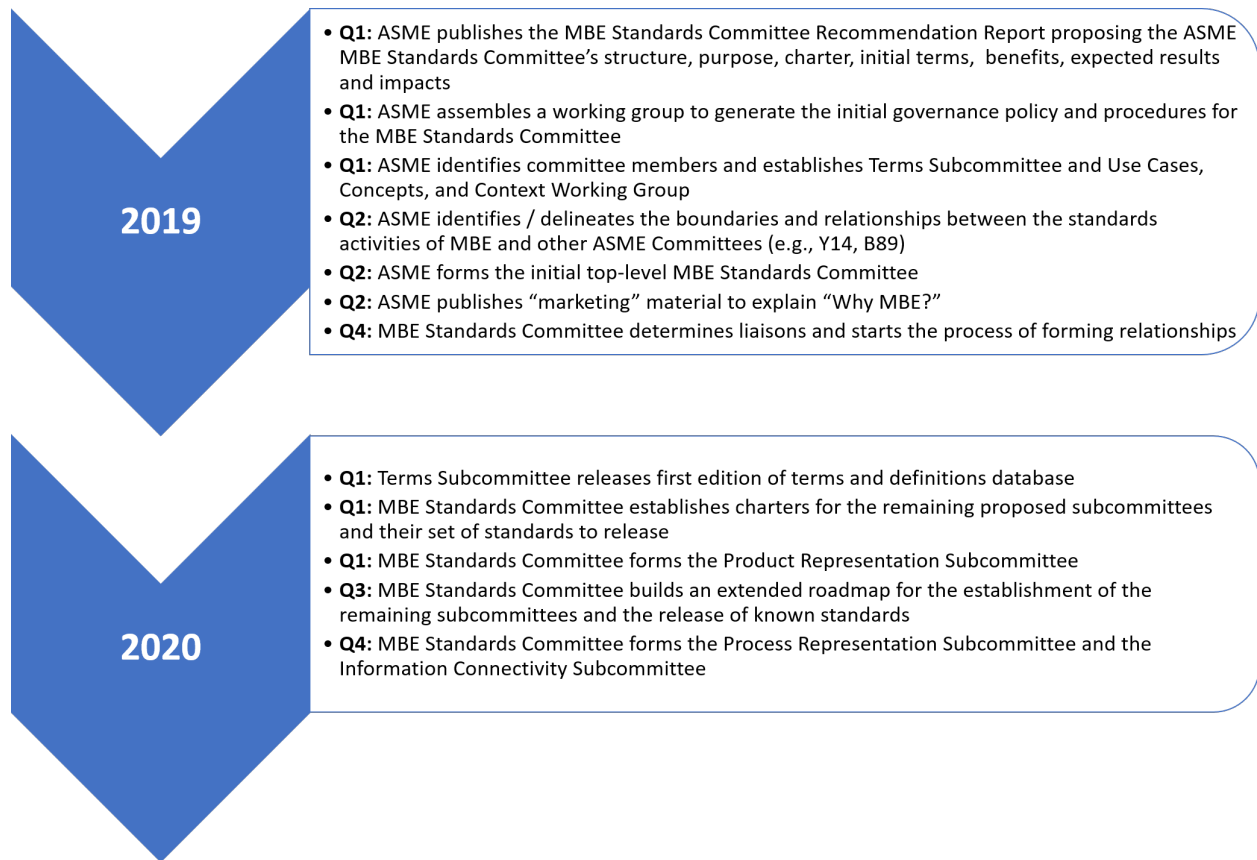 2019
• Q1: ASME publishes the MBE Standards Committee Recommendation Report proposing the ASME
MBE Standards Committee’s structure, purpose, charter, initial terms,  benefits, expected results
and impacts
• Q1: ASME assembles a working group to generate the initial governance policy and procedures for
the MBE Standards Committee
• Q1: ASME identifies committee members and establishes Terms Subcommittee and Use Cases,
Concepts, and Context Working Group
• Q2: ASME identifies / delineates the boundaries and relationships between the standards
activities of MBE and other ASME Committees (e.g., Y14, B89)
• Q2: ASME forms the initial top-level MBE Standards Committee
• Q2: ASME publishes “marketing” material to explain “Why MBE?”
• Q4: MBE Standards Committee determines liaisons and starts the process of forming relationships
2020
• Q1: Terms Subcommittee releases first edition of terms and definitions database
• Q1: MBE Standards Committee establishes charters for the remaining proposed subcommittees
and their set of standards to release
• Q1: MBE Standards Committee forms the Product Representation Subcommittee
• Q3: MBE Standards Committee builds an extended roadmap for the establishment of the
remaining subcommittees and the release of known standards
• Q4: MBE Standards Committee forms the Process Representation Subcommittee and the
Information Connectivity Subcommittee